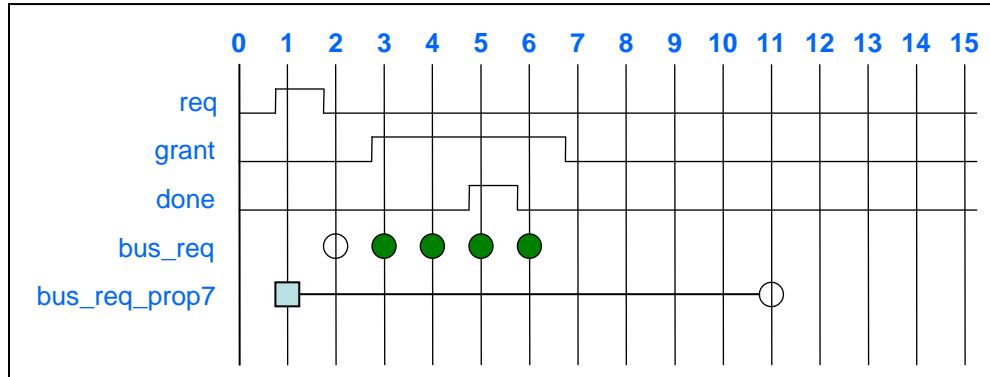 0 1 2 3 4 5 6 7 8 9 10 11 12 13 14 15
req
grant
done
bus_req
bus_req_prop7